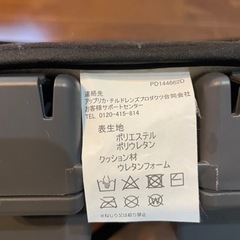 PD144662D
連絡先
アップリカ・チルドレンズプロダクツ合同会社
お客様サポートセンター
TEL 0120-415-814
表生地
ポリエステル
ポリウレタン
クッション材
ウレタンフォーム